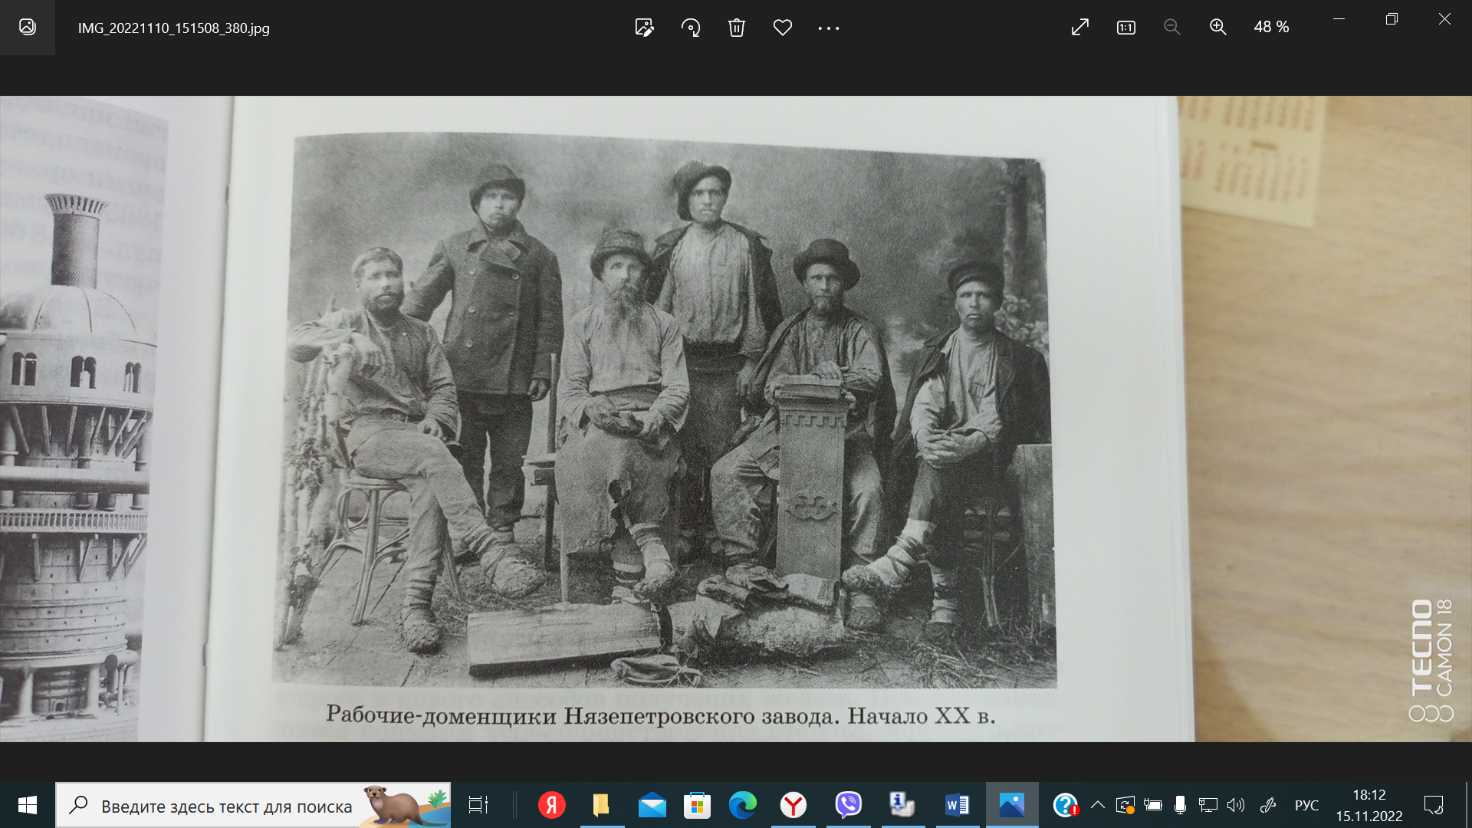 IMG_20221110_151508_380.jpg
48 %
Рабочие-доменщики Нязепетровского завода. Начало XX в.
TECNO
CAMON 18
Введите здесь текст для поиска
РУС
18:12
15.11.2022